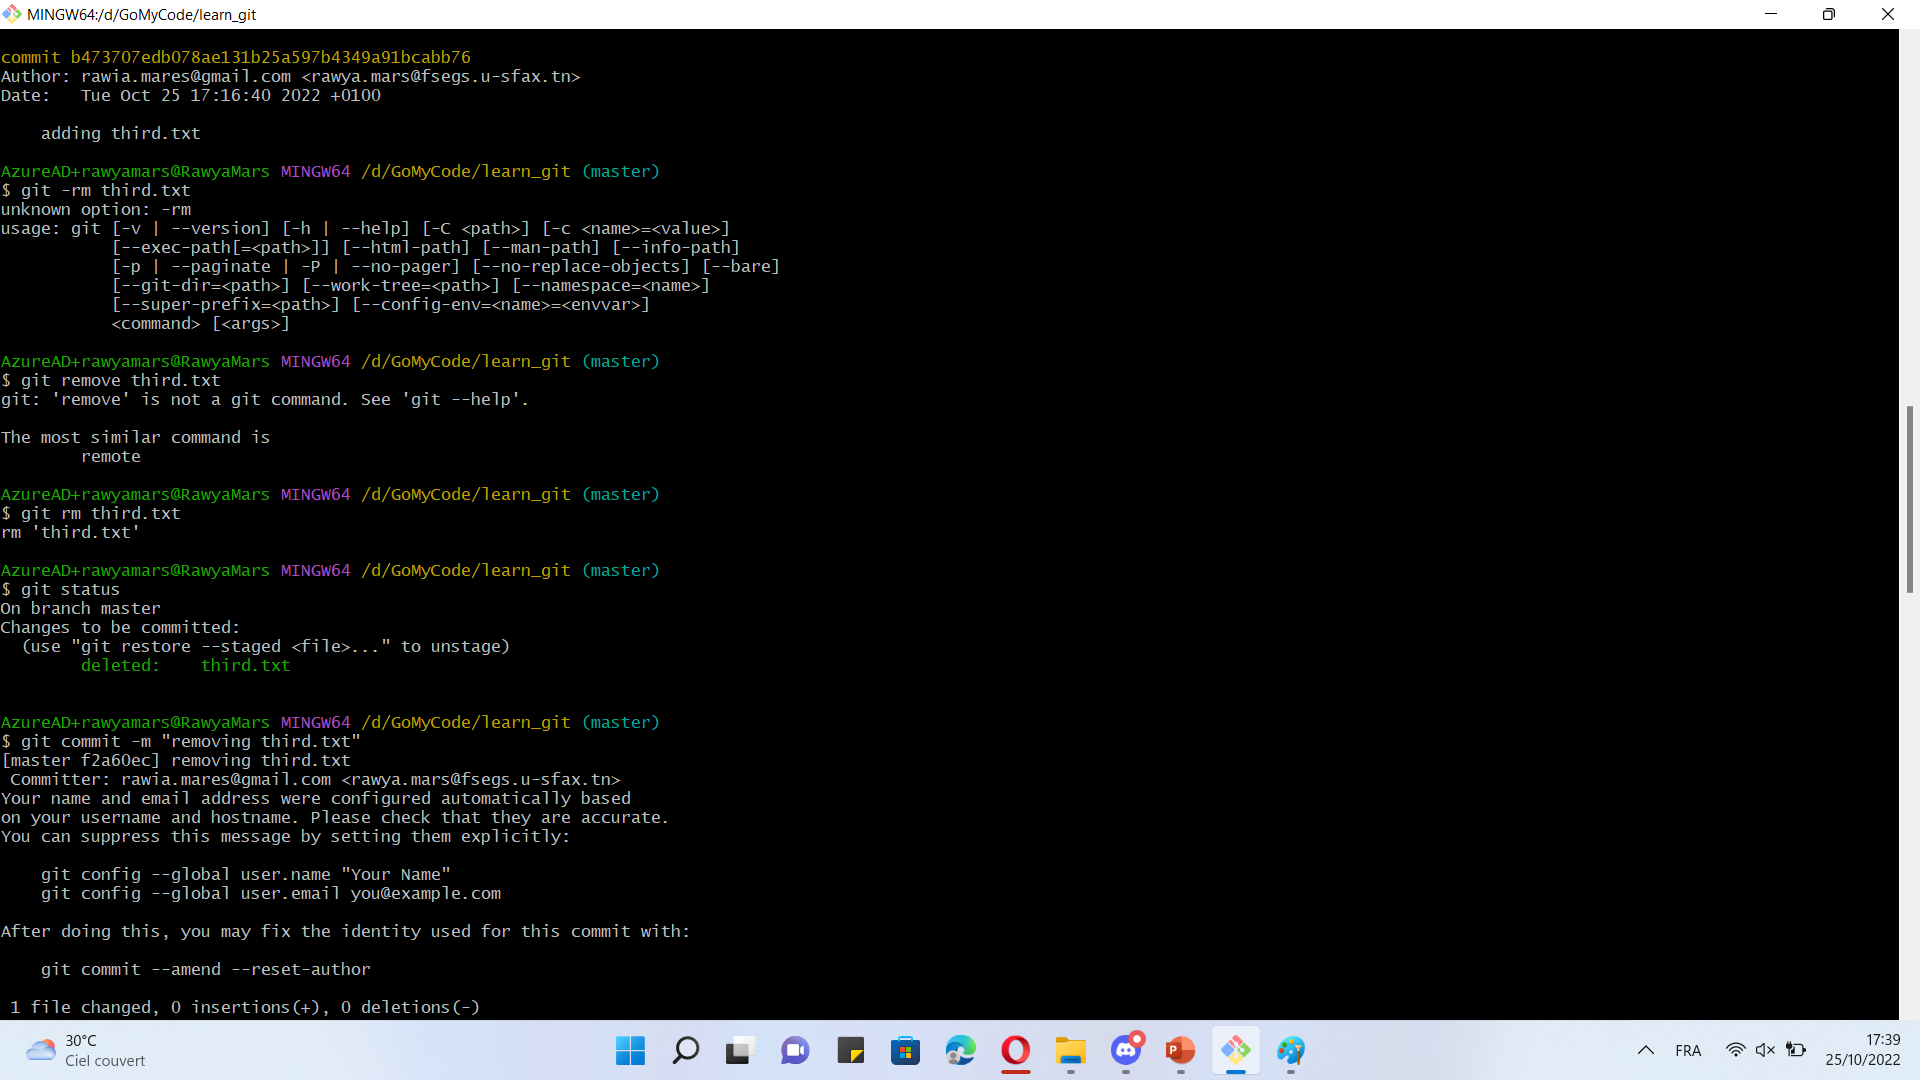 MINGW64:/d/GoMyCode/learn_git
commit b473707edb078ae131b25a597b4349a91bcabb76
Author: rawia.mares@gmail.com <rawya.mars@fsegs.u-sfax.tn>
Date:   Tue Oct 25 17:16:40 2022 +0100
    adding third.txt
AzureAD+rawyamars@RawyaMars MINGW64 /d/GoMyCode/learn_git (master)
$ git -rm third.txt
unknown option: -rm
usage: git [-v | --version] [-h | --help] [-C <path>] [-c <name>=<value>]
           [--exec-path[=<path>]] [--html-path] [--man-path] [--info-path]
           [-p | --paginate | -P | --no-pager] [--no-replace-objects] [--bare]
           [--git-dir=<path>] [--work-tree=<path>] [--namespace=<name>]
           [--super-prefix=<path>] [--config-env=<name>=<envvar>]
           <command> [<args>]
AzureAD+rawyamars@RawyaMars MINGW64 /d/GoMyCode/learn_git (master)
$ git remove third.txt
git: 'remove' is not a git command. See 'git --help'.
The most similar command is
        remote
AzureAD+rawyamars@RawyaMars MINGW64 /d/GoMyCode/learn_git (master)
$ git rm third.txt
rm 'third.txt'
AzureAD+rawyamars@RawyaMars MINGW64 /d/GoMyCode/learn_git (master)
$ git status
On branch master
Changes to be committed:
  (use "git restore --staged <file>..." to unstage)
        deleted:    third.txt
AzureAD+rawyamars@RawyaMars MINGW64 /d/GoMyCode/learn_git (master)
$ git commit -m "removing third.txt"
[master f2a60ec] removing third.txt
 Committer: rawia.mares@gmail.com <rawya.mars@fsegs.u-sfax.tn>
Your name and email address were configured automatically based
on your username and hostname. Please check that they are accurate.
You can suppress this message by setting them explicitly:
    git config --global user.name "Your Name"
    git config --global user.email you@example.com
After doing this, you may fix the identity used for this commit with:
    git commit --amend --reset-author
 1 file changed, 0 insertions(+), 0 deletions(-)
30°C
Ciel couvert
P
FRA
17:39
25/10/2022